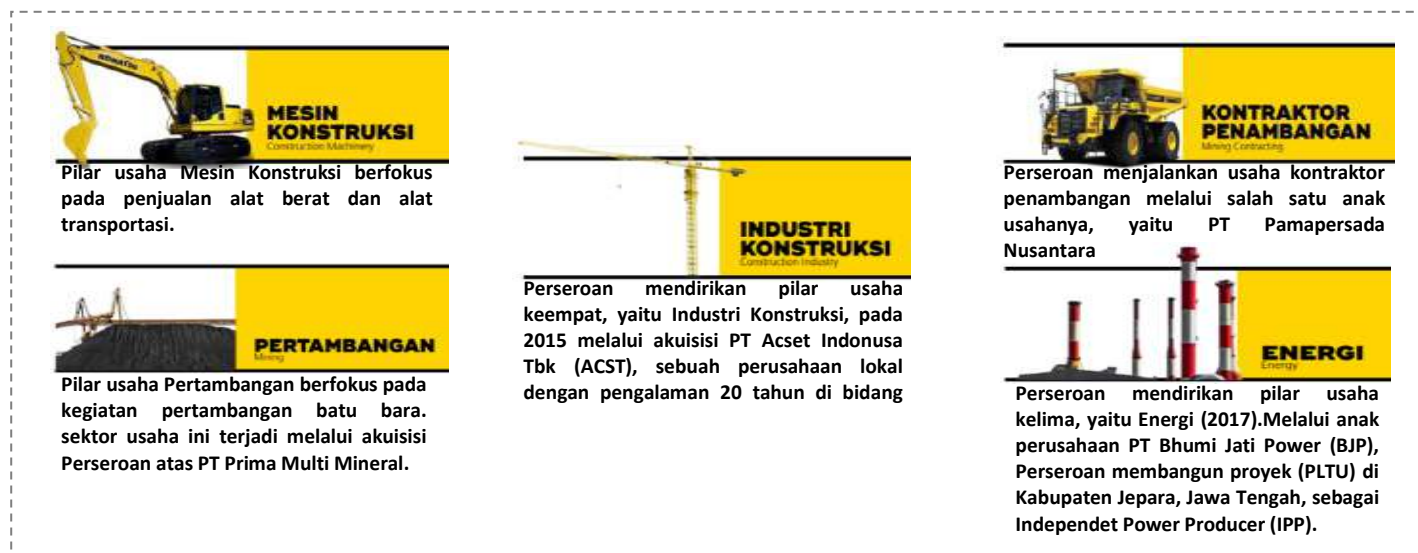 KOMATSU
MESIN
KONSTRUKSI
Construction Machinery
Pilar usaha Mesin Konstruksi berfokus
pada penjualan alat berat dan alat
transportasi.
PERTAMBANGAN
Mining
Pilar usaha Pertambangan berfokus pada
kegiatan pertambangan batu bara.
sektor usaha ini terjadi melalui akuisisi
Perseroan atas PT Prima Multi Mineral.
INDUSTRI
KONSTRUKSI
Construction Industry
Perseroan mendirikan pilar usaha
keempat, yaitu Industri Konstruksi, pada
2015 melalui akuisisi PT Acset Indonusa
Tbk (ACST), sebuah perusahaan lokal
dengan pengalaman 20 tahun di bidang
KONTRAKTOR
PENAMBANGAN
Mining Contracting
Perseroan menjalankan usaha kontraktor
penambangan melalui salah satu anak
usahanya, yaitu PT Pamapersada
Nusantara
ENERGI
Energy
Perseroan mendirikan pilar usaha
kelima, yaitu Energi (2017).Melalui anak
perusahaan PT Bhumi Jati Power (BJP),
Perseroan membangun proyek (PLTU) di
Kabupaten Jepara, Jawa Tengah, sebagai
Independet Power Producer (IPP).